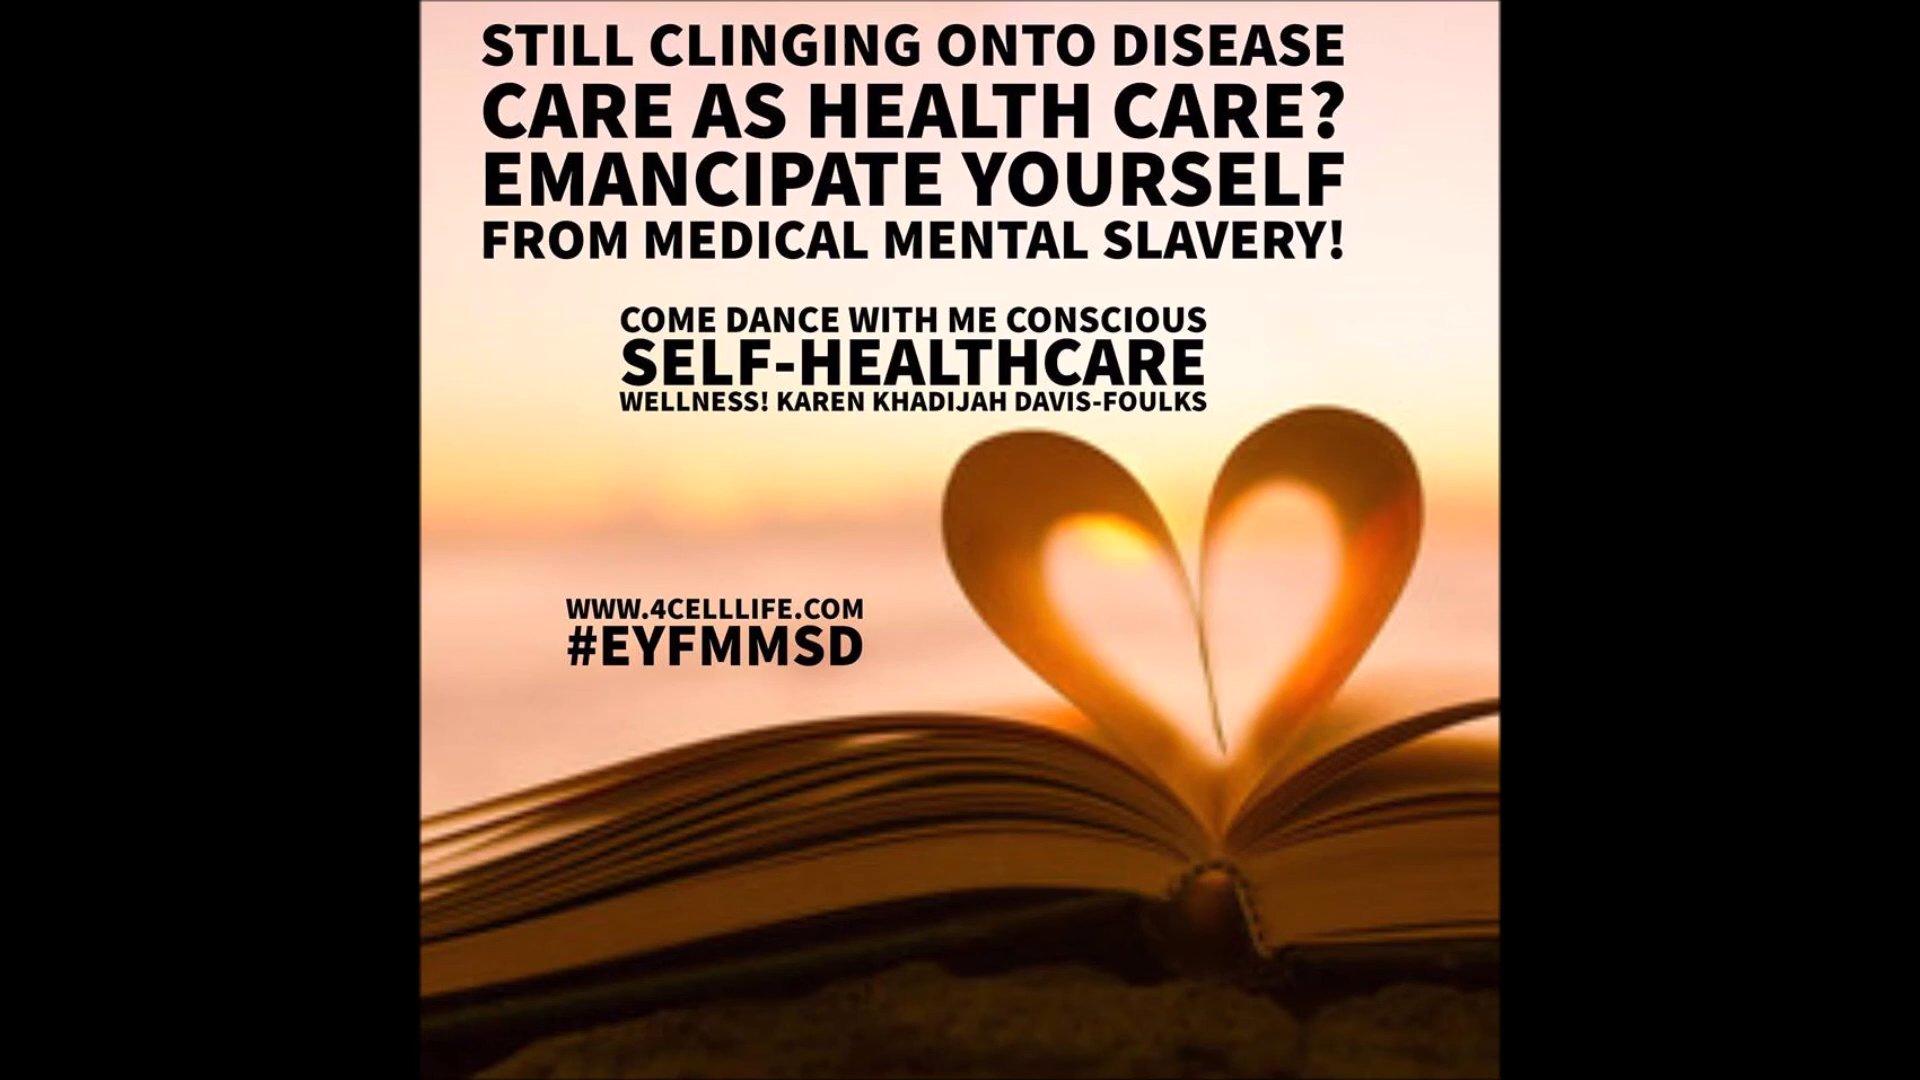 STILL CLINGING ONTO DISEASE
CARE AS HEALTH CARE?
EMANCIPATE YOURSELF
FROM MEDICAL MENTAL SLAVERY!
COME DANCE WITH ME CONSCIOUS
SELF-HEALTHCARE
WELLNESS! KAREN KHADIJAH DAVIS-FOULKS
WWW.4CELLLIFE.COM
#EYFMMSD